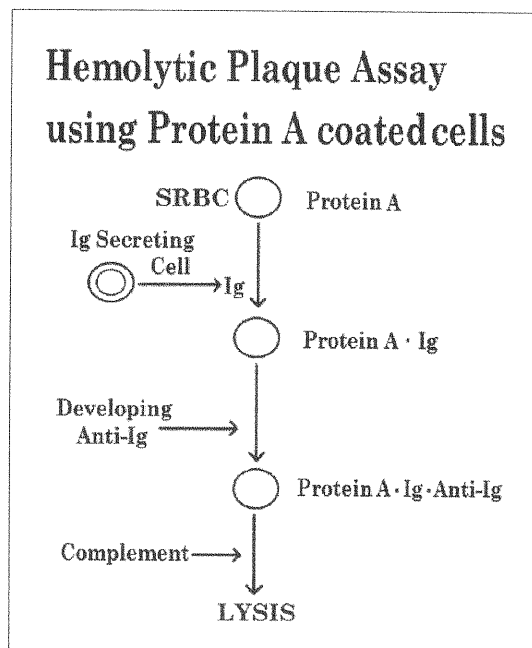 Hemolytic Plaque Assay
using Protein A coated cells
SRBC Protein A
Ig Secreting
Cell
Ig
Protein A · Ig
Developing
Anti-Ig
Protein A · Ig · Anti-Ig
Complement
LYSIS